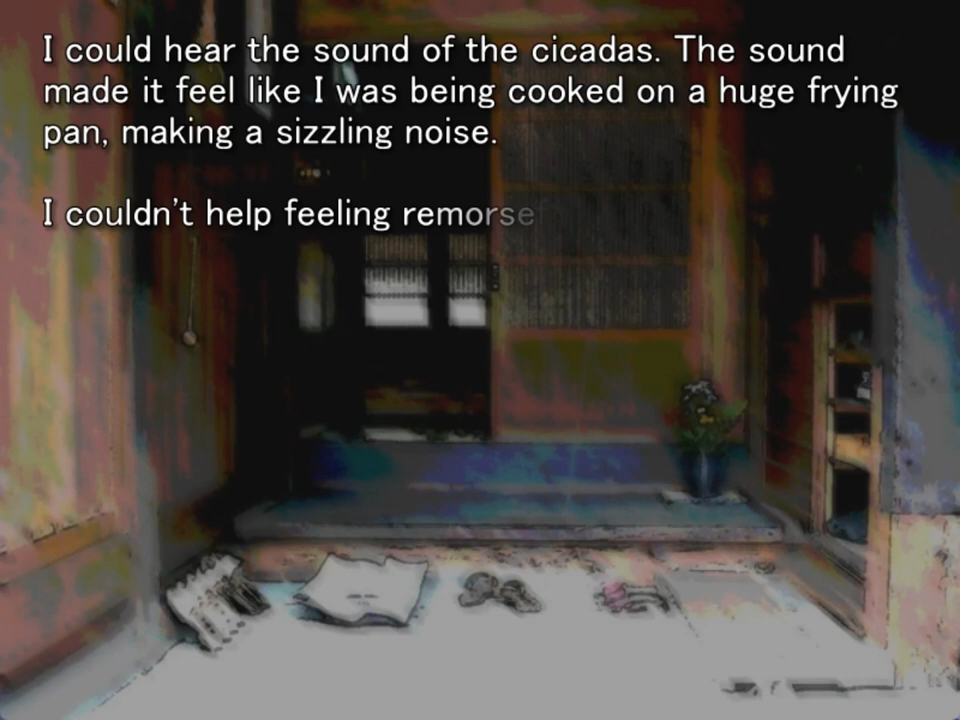 I could hear the sound of the cicadas. The sound
made it feel like I was being cooked on a huge frying
pan, making a sizzling noise.
I couldn't help feeling remorse